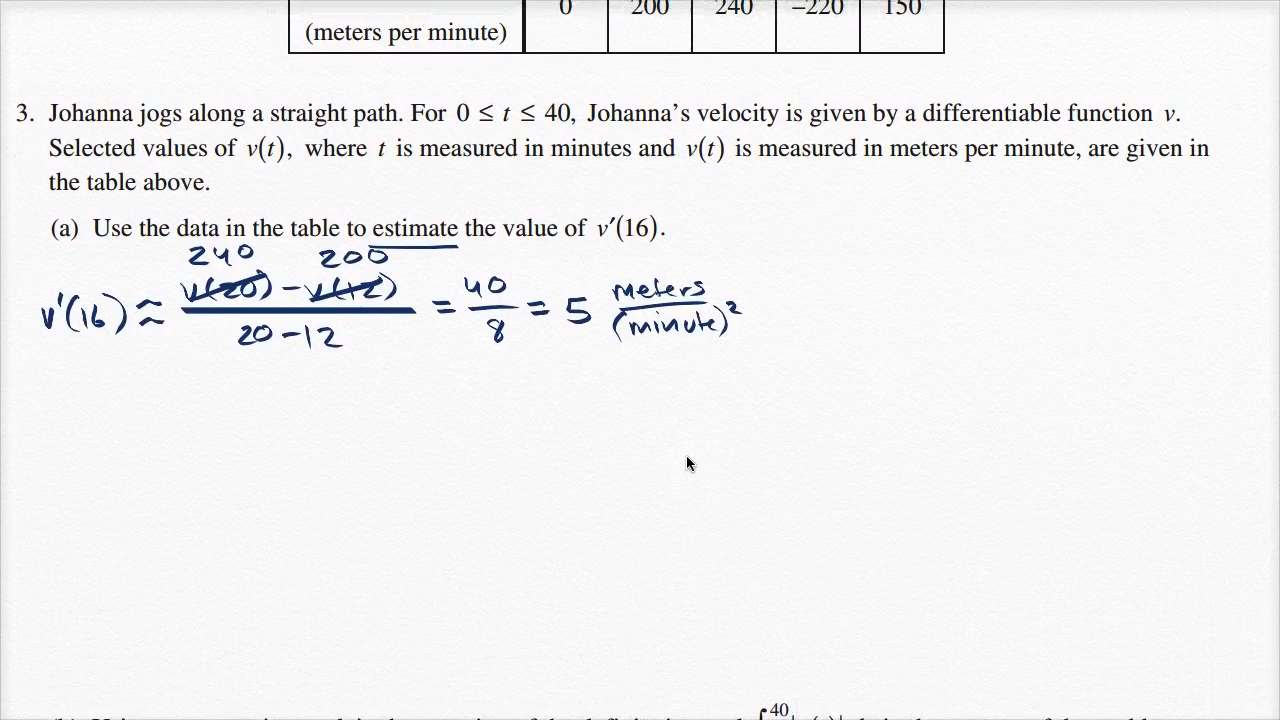 0 200 240 –220 150
(meters per minute)
3. Johanna jogs along a straight path. For 0 ≤ t ≤ 40, Johanna’s velocity is given by a differentiable function v.
Selected values of v(t), where t is measured in minutes and v(t) is measured in meters per minute, are given in
the table above.
(a) Use the data in the table to estimate the value of v′(16).
240 200
v'(16) ≈ v(20) - v(12) / 20 - 12 = 40 / 8 = 5 meters / (minute)²
40